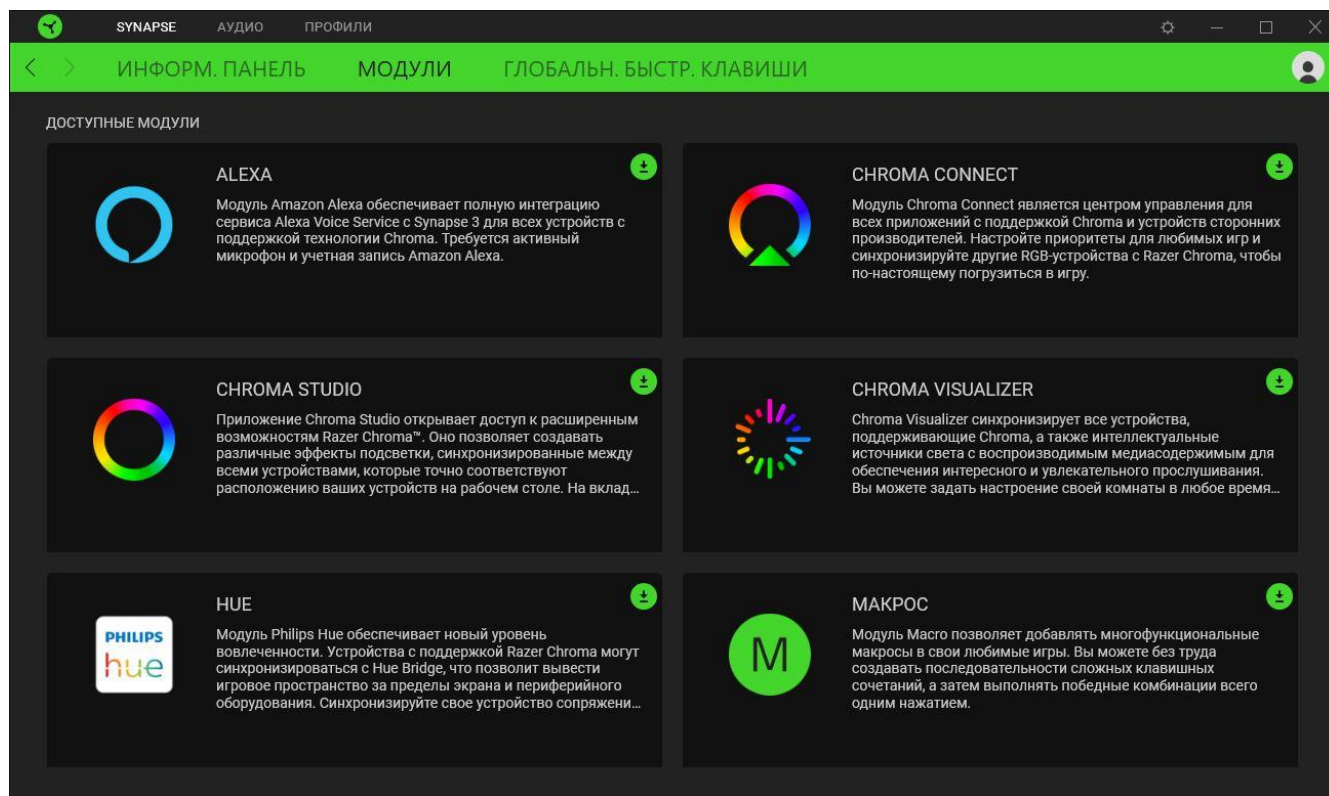 SYNAPSE АУДИО ПРОФИЛИ
ИНФОРМ. ПАНЕЛЬ МОДУЛИ ГЛОБАЛЬН. БЫСТР. КЛАВИШИ
ДОСТУПНЫЕ МОДУЛИ
ALEXA
Модуль Amazon Alexa обеспечивает полную интеграцию
сервиса Alexa Voice Service с Synapse 3 для всех устройств с
поддержкой технологии Chroma. Требуется активный
микрофон и учетная запись Amazon Alexa.
CHROMA CONNECT
Модуль Chroma Connect является центром управления для
всех приложений с поддержкой Chroma и устройств сторонних
производителей. Настройте приоритеты для любимых игр и
синхронизируйте другие RGB-устройства с Razer Chroma, чтобы
по-настоящему погрузиться в игру.
CHROMA STUDIO
Приложение Chroma Studio открывает доступ к расширенным
возможностям Razer Chroma™. Оно позволяет создавать
различные эффекты подсветки, синхронизированные между
всеми устройствами, которые точно соответствуют
расположению ваших устройств на рабочем столе. На вклад...
CHROMA VISUALIZER
Chroma Visualizer синхронизирует все устройства,
поддерживающие Chroma, а также интеллектуальные
источники света с воспроизводимым медиасодержимым для
обеспечения интересного и увлекательного прослушивания.
Вы можете задать настроение своей комнаты в любое время...
PHILIPS
hue
HUE
Модуль Philips Hue обеспечивает новый уровень
вовлеченности. Устройства с поддержкой Razer Chroma могут
синхронизироваться с Hue Bridge, что позволит вывести
игровое пространство за пределы экрана и периферийного
оборудования. Синхронизируйте свое устройство сопряжени...
M
МАКРОС
Модуль Macro позволяет добавлять многофункциональные
макросы в свои любимые игры. Вы можете без труда
создавать последовательности сложных клавишных
сочетаний, а затем выполнять победные комбинации всего
одним нажатием.